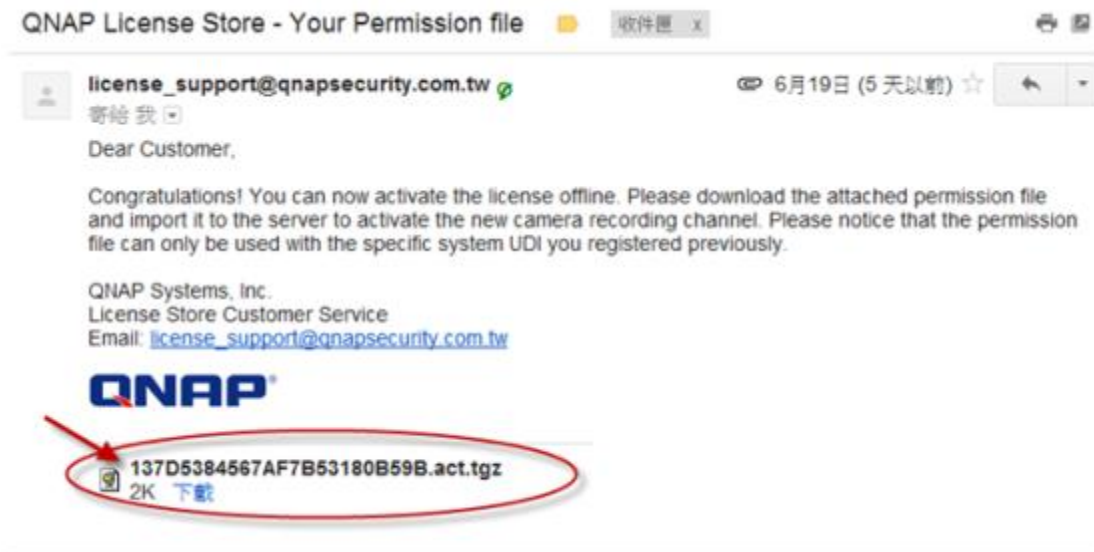 QNAP License Store - Your Permission file 收件匣 x
license_support@qnapsecurity.com.tw 6月19日 (5 天以前)
寄給 我
Dear Customer,
Congratulations! You can now activate the license offline. Please download the attached permission file
and import it to the server to activate the new camera recording channel. Please notice that the permission
file can only be used with the specific system UDI you registered previously.
QNAP Systems, Inc.
License Store Customer Service
Email: license_support@qnapsecurity.com.tw
QNAP
137D5384567AF7B53180B59B.act.tgz
2K 下載